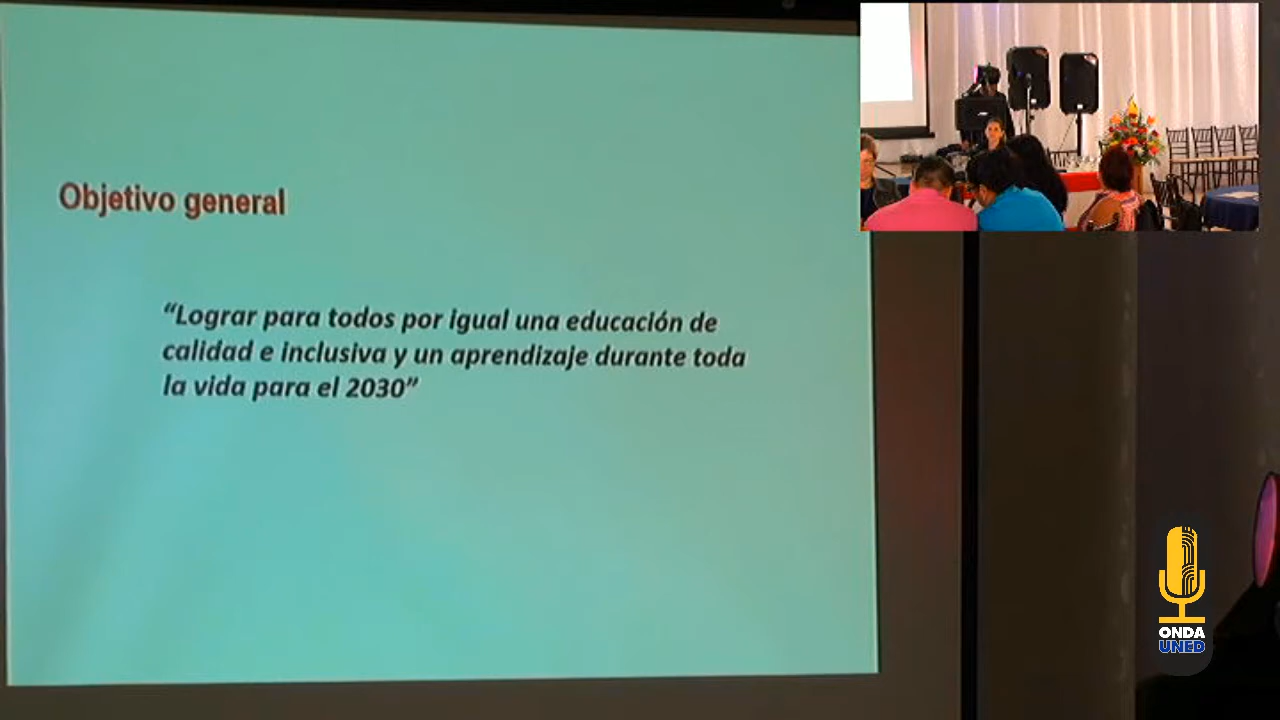 Objetivo general
“Lograr para todos por igual una educación de
calidad e inclusiva y un aprendizaje durante toda
la vida para el 2030”
ONDA
UNED